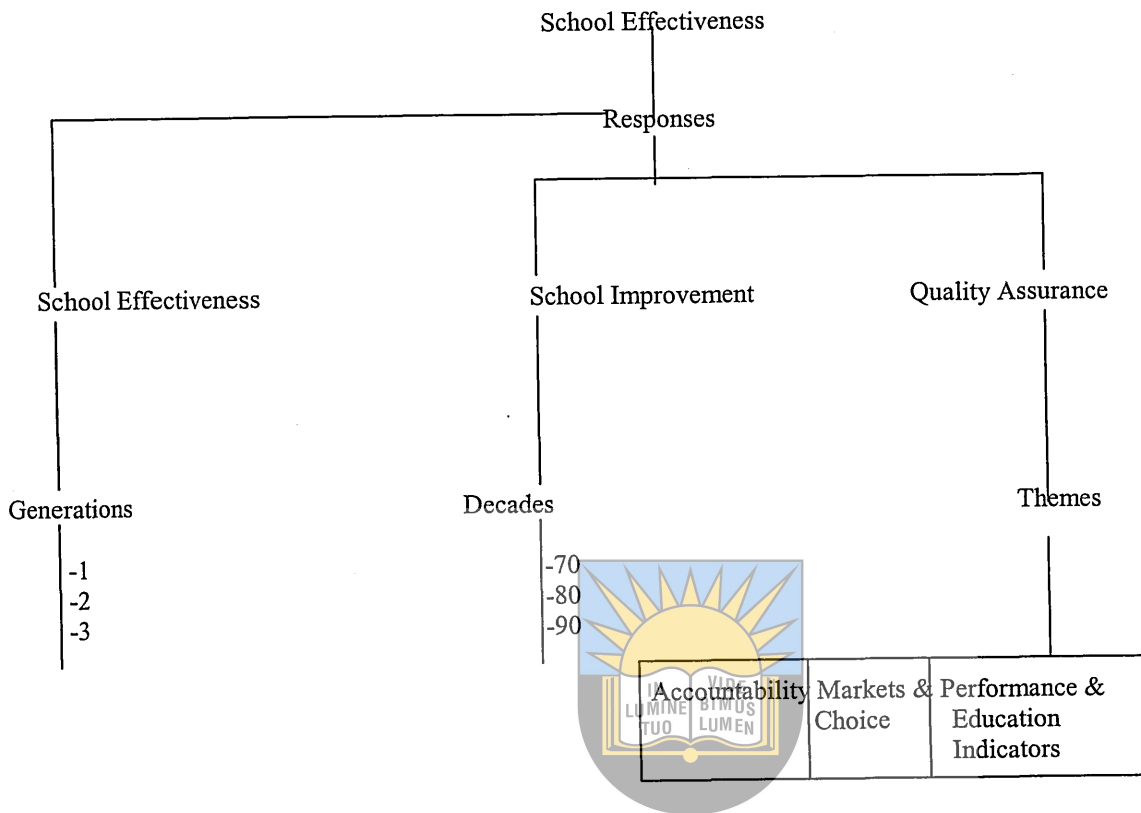 School Effectiveness
Responses
School Effectiveness
School Improvement
Quality Assurance
Generations
-1
-2
-3
Decades
-70
-80
-90
Themes
Accountability
Markets &
Choice
Performance &
Education
Indicators
IN
LUMINE
TUO
VIDE
BIMUS
LUMEN